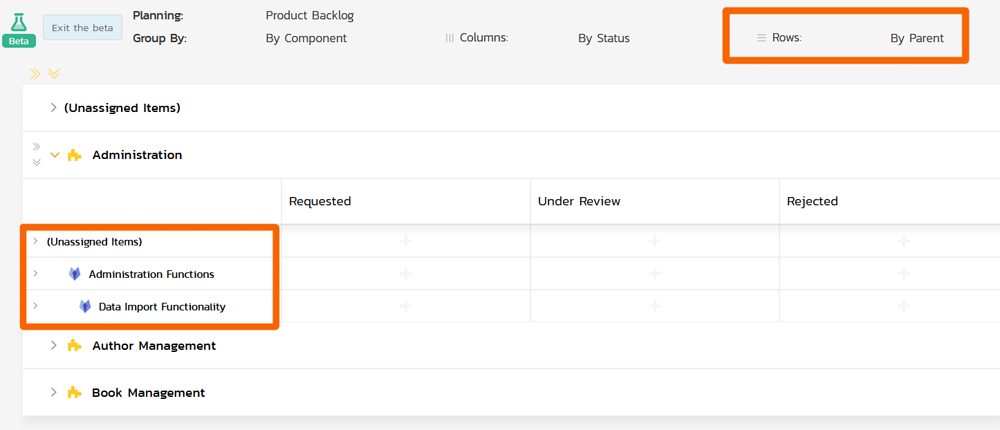 Planning: Product Backlog
Exit the beta
Beta
Group By: By Component Columns: By Status Rows: By Parent
(Unassigned Items)
Administration
Requested Under Review Rejected
(Unassigned Items)
Administration Functions
Data Import Functionality
Author Management
Book Management